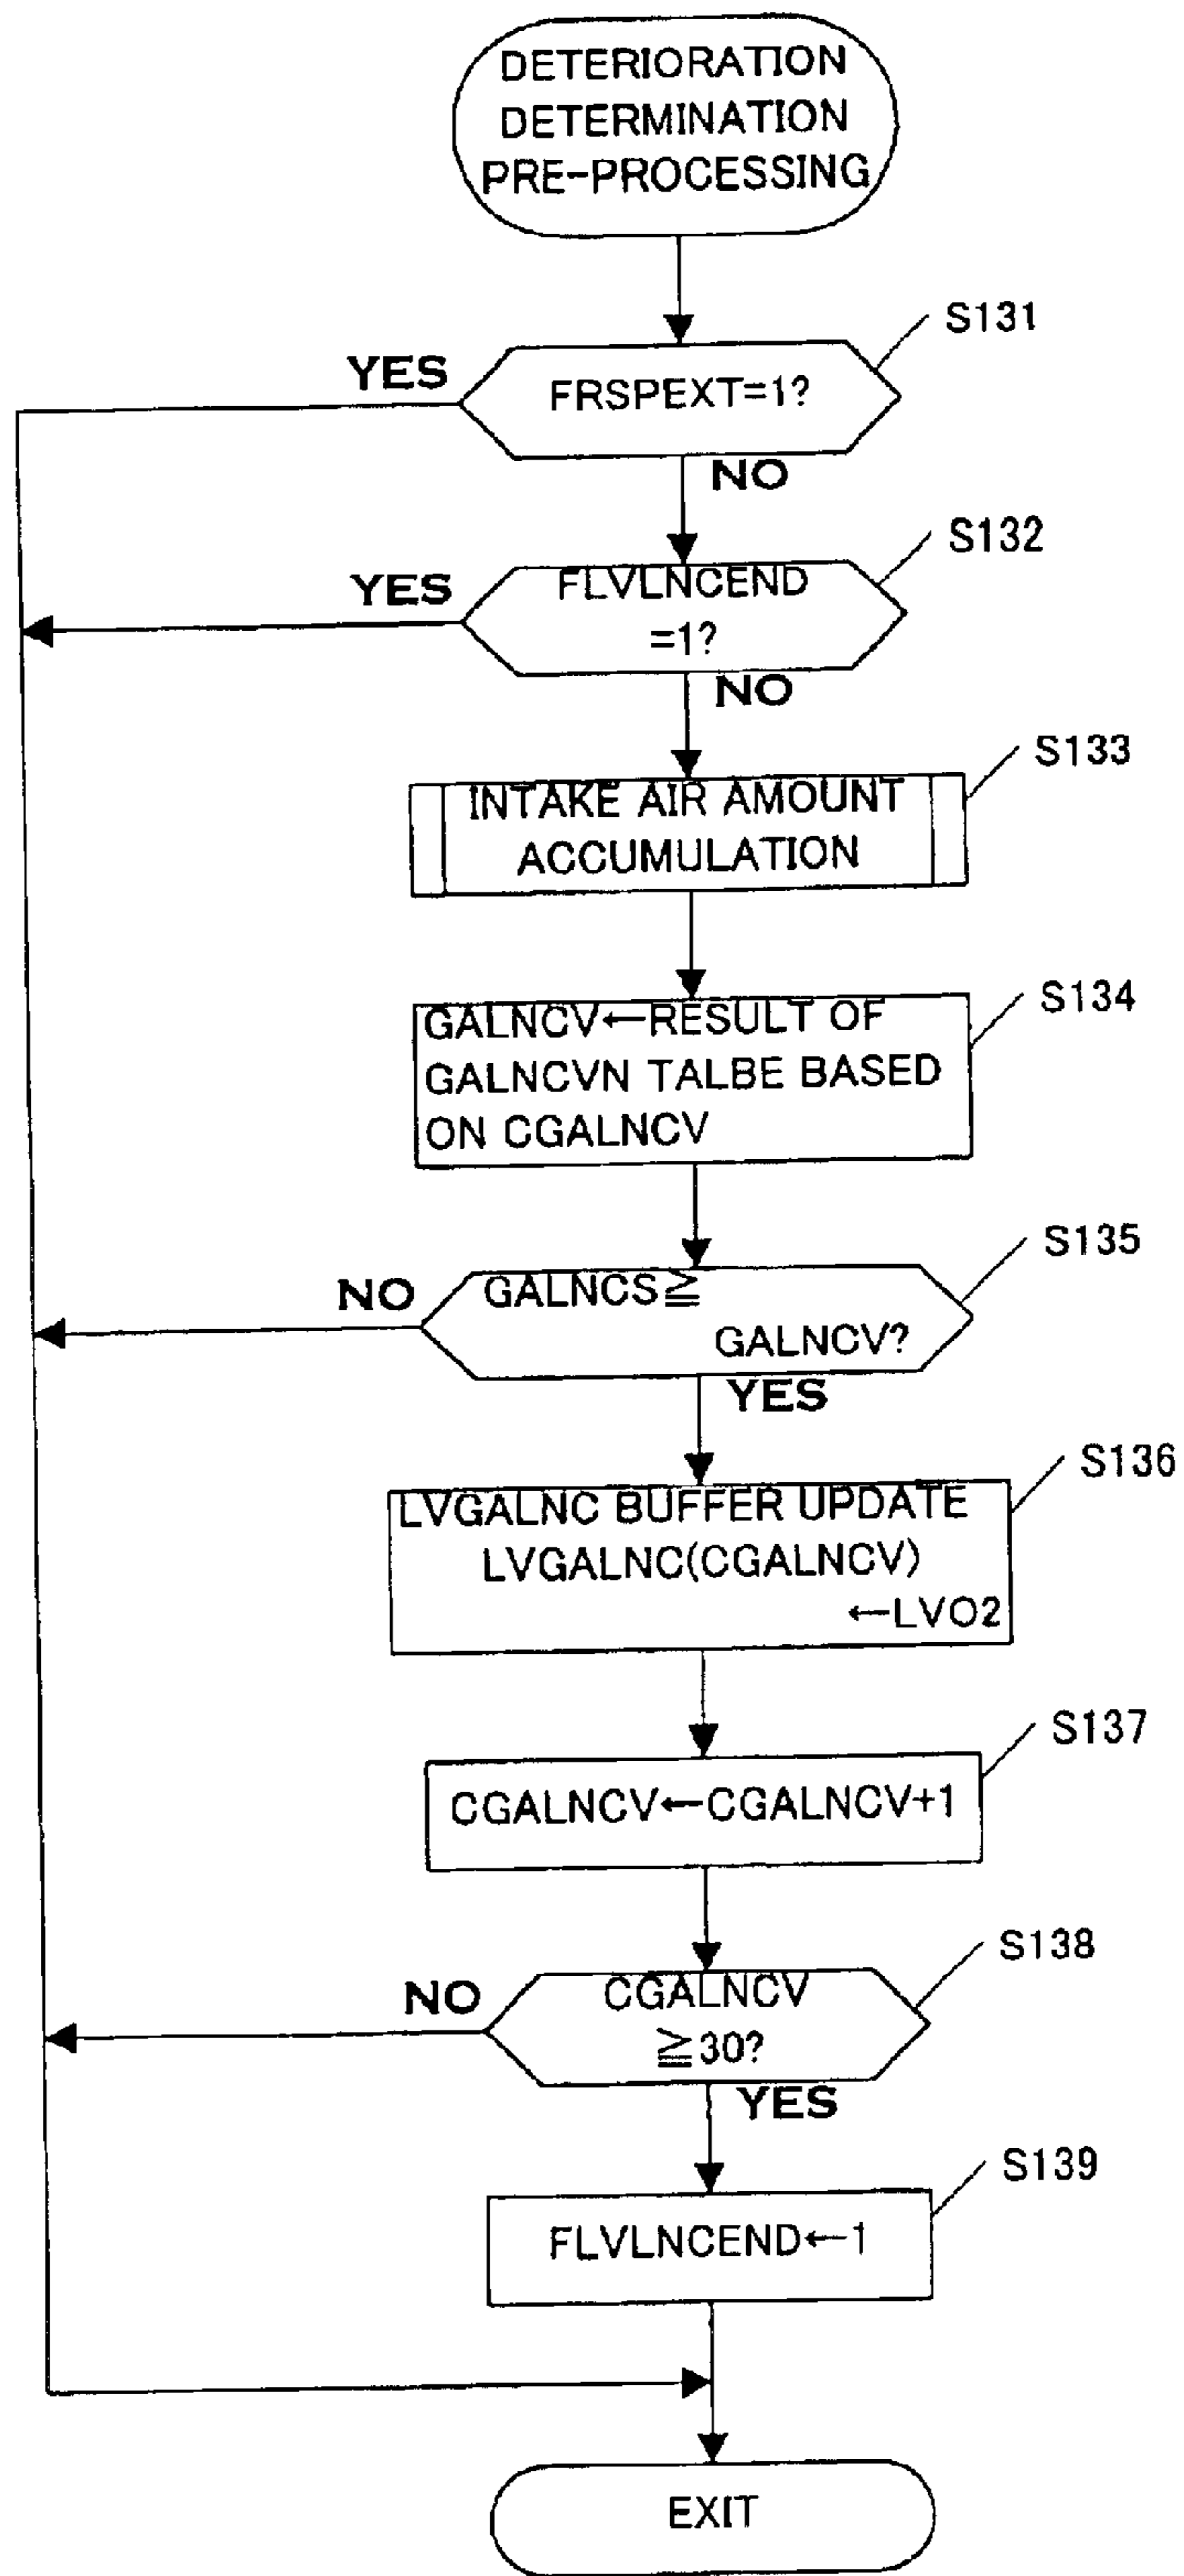 DETERIORATION
DETERMINATION
PRE-PROCESSING
S131
YES
FRSPEXT=1?
NO
S132
YES
FLVLNCEND
=1?
NO
S133
INTAKE AIR AMOUNT
ACCUMULATION
S134
GALNCV←RESULT OF
GALNCVN TALBE BASED
ON CGALNCV
S135
NO
GALNCS≧
GALNCV?
YES
S136
LVGALNC BUFFER UPDATE
LVGALNC(CGALNCV)
←LVO2
S137
CGALNCV←CGALNCV+1
S138
NO
CGALNCV
≧30?
YES
S139
FLVLNCEND←1
EXIT